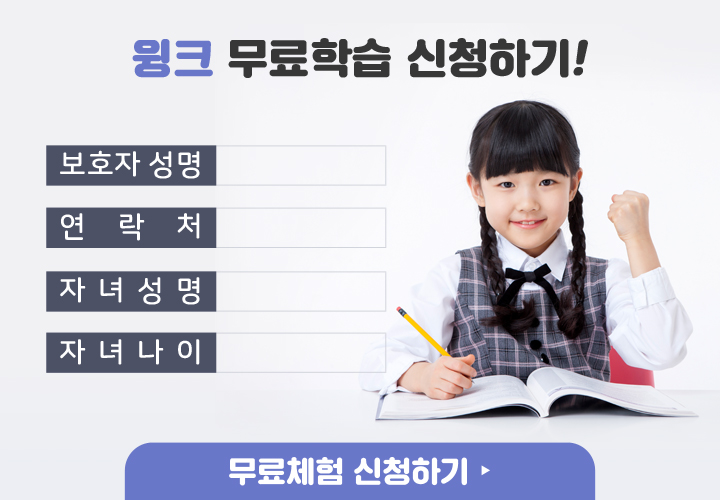 윙크 무료학습 신청하기!
보호자 성명
연락처
자녀성명
자녀나이
무료체험 신청하기 ▸